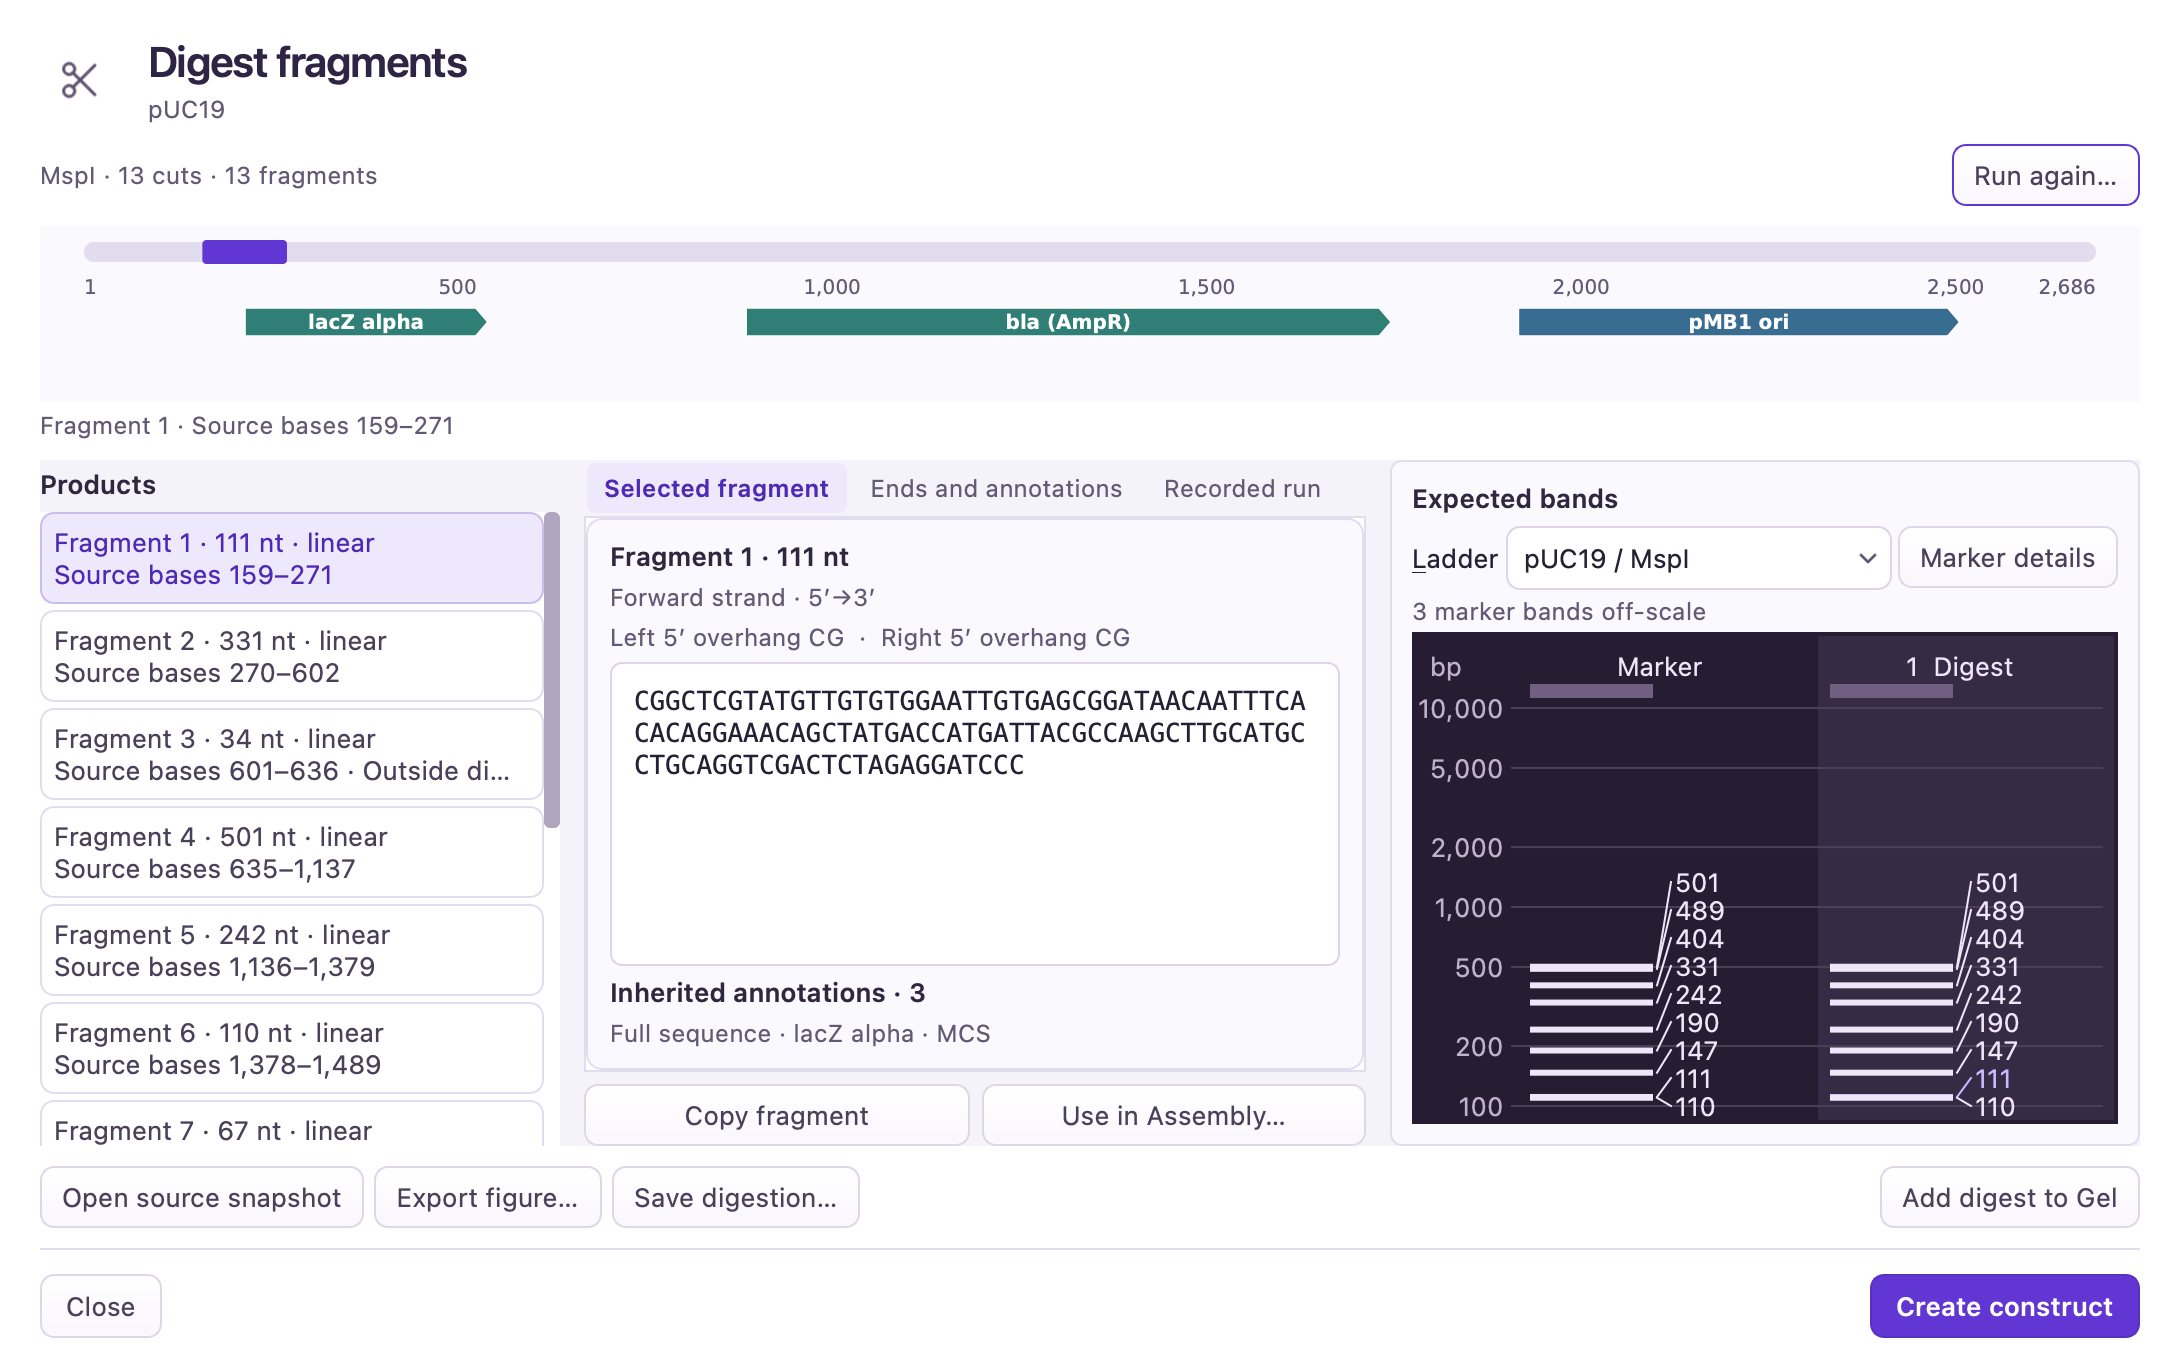 Digest fragments
pUC19
MspI · 13 cuts · 13 fragments
Run again...
1 500 1,000 1,500 2,000 2,500 2,686
lacZ alpha bla (AmpR) pMB1 ori
Fragment 1 · Source bases 159–271
Products
Fragment 1 · 111 nt · linear
Source bases 159–271
Fragment 2 · 331 nt · linear
Source bases 270–602
Fragment 3 · 34 nt · linear
Source bases 601–636 · Outside di...
Fragment 4 · 501 nt · linear
Source bases 635–1,137
Fragment 5 · 242 nt · linear
Source bases 1,136–1,379
Fragment 6 · 110 nt · linear
Source bases 1,378–1,489
Fragment 7 · 67 nt · linear
Selected fragment Ends and annotations Recorded run
Fragment 1 · 111 nt
Forward strand · 5′→3′
Left 5′ overhang CG · Right 5′ overhang CG
CGGCTCGTATGTTGTGTGGAATTGTGAGCGGATAACAATTTCA
CACAGGAAACAGCTATGACCATGATTACGCCAAGCTTGCATGC
CTGCAGGTCGACTCTAGAGGATCCC
Inherited annotations · 3
Full sequence · lacZ alpha · MCS
Copy fragment Use in Assembly...
Expected bands
Ladder pUC19 / MspI Marker details
3 marker bands off-scale
bp Marker 1 Digest
10,000
5,000
2,000
1,000
500
200
100
501
489
404
331
242
190
147
111
110
501
489
404
331
242
190
147
111
110
Open source snapshot Export figure... Save digestion... Add digest to Gel
Close Create construct